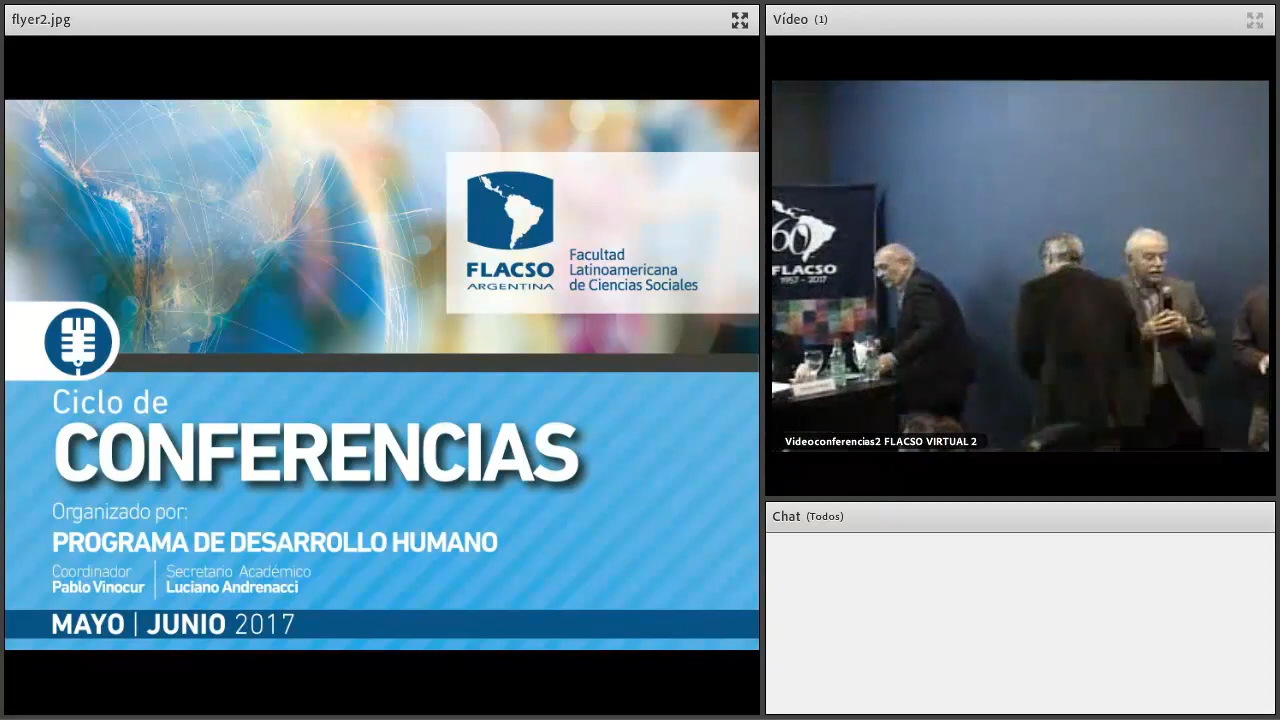 flyer2.jpg
FLACSO
ARGENTINA
Facultad
Latinoamericana
de Ciencias Sociales
Ciclo de
CONFERENCIAS
Organizado por:
PROGRAMA DE DESARROLLO HUMANO
Coordinador
Pablo Vinocur
Secretario Académico
Luciano Andrenacci
MAYO | JUNIO 2017
Vídeo (1)
60
FLACSO
1957 - 2017
Videoconferencias2 FLACSO VIRTUAL 2
Chat (Todos)